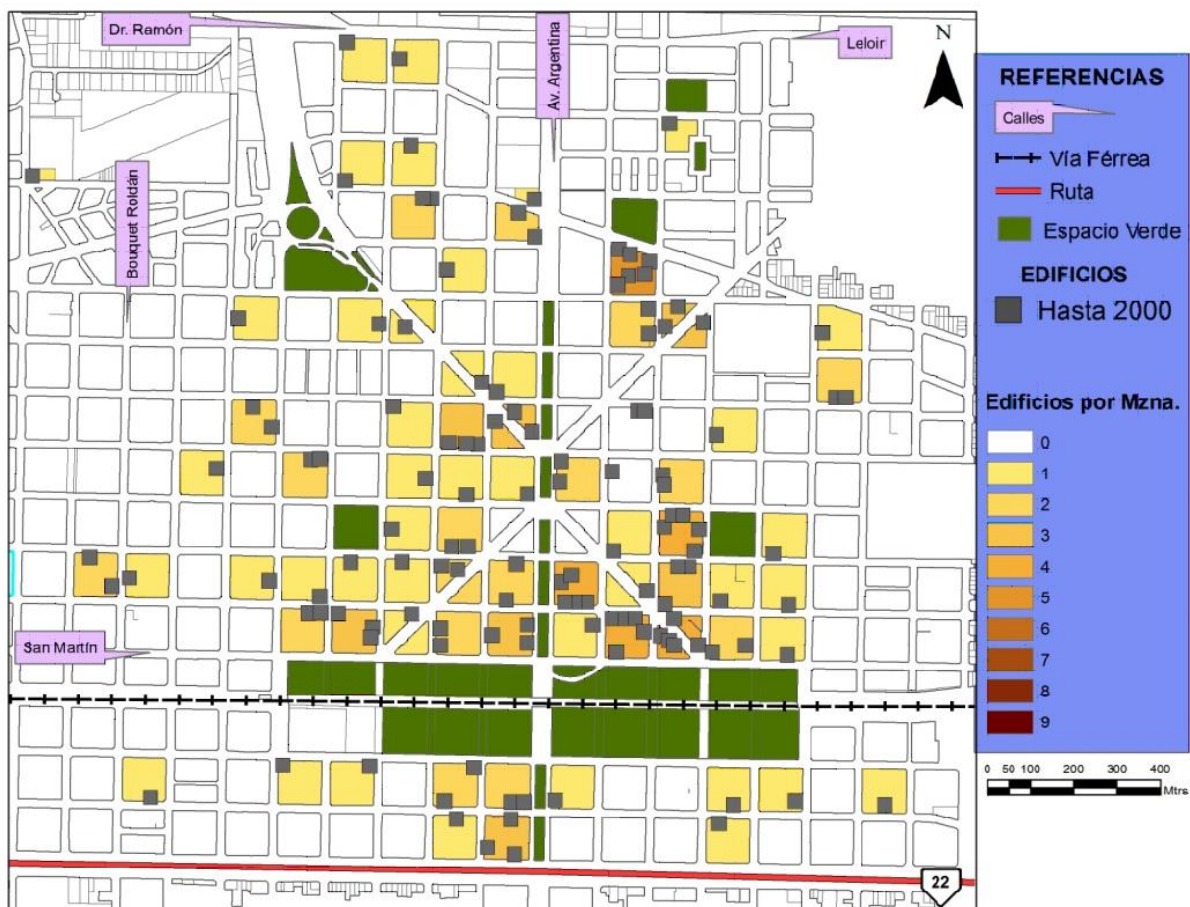 Dr. Ramón
Av. Argentina
Leloir
N
Bouquet Roldán
San Martín
22
REFERENCIAS
Calles
Vía Férrea
Ruta
Espacio Verde
EDIFICIOS
Hasta 2000
Edificios por Mzna.
0
1
2
3
4
5
6
7
8
9
0 50 100 200 300 400
Mtrs.